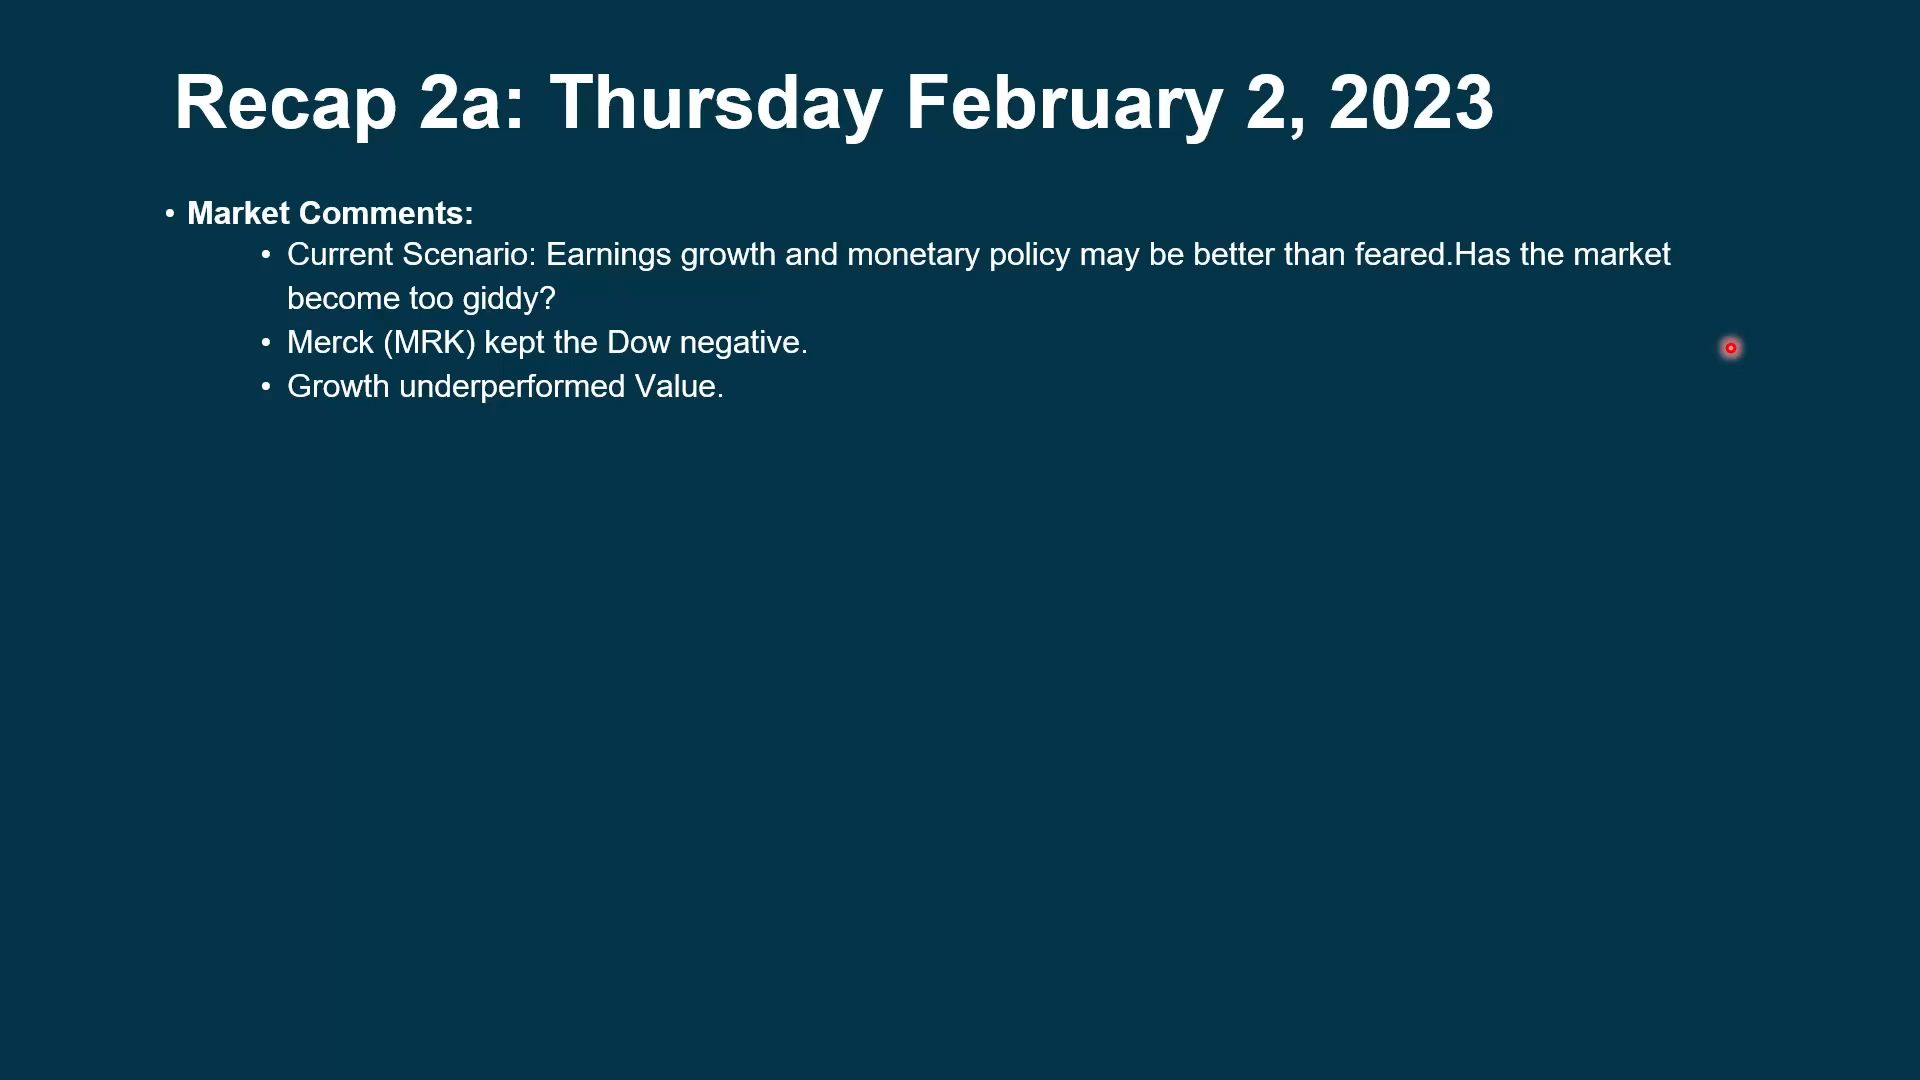 Recap 2a: Thursday February 2, 2023
• Market Comments:
• Current Scenario: Earnings growth and monetary policy may be better than feared.Has the market
become too giddy?
• Merck (MRK) kept the Dow negative.
• Growth underperformed Value.